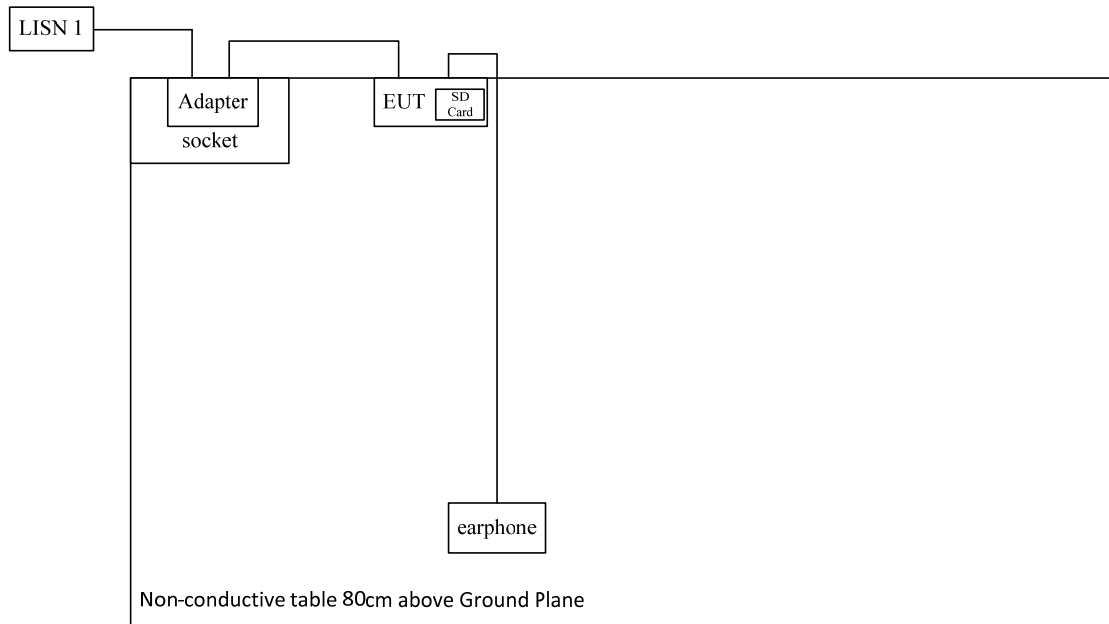 LISN 1
Adapter
socket
EUT
SD
Card
earphone
Non-conductive table 80cm above Ground Plane